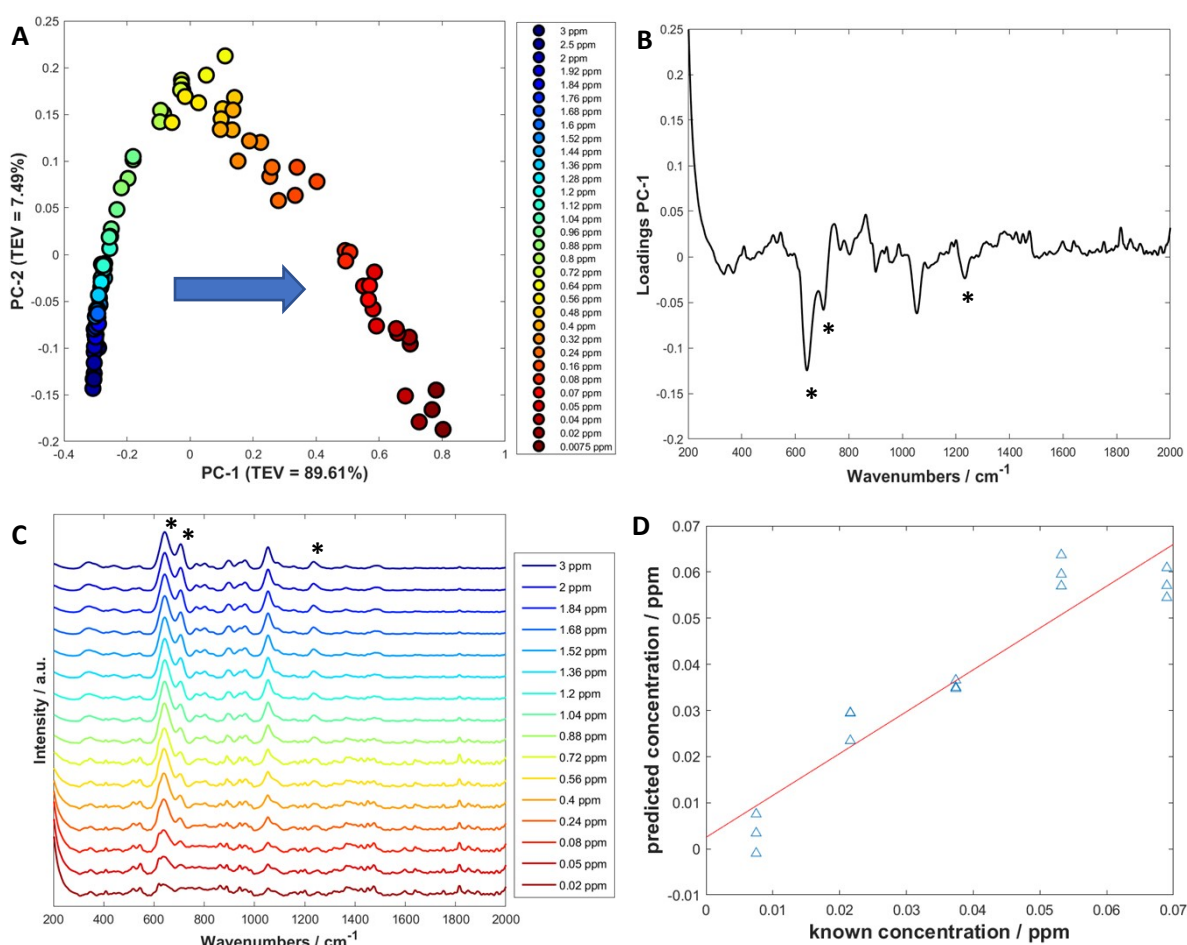 A
0.25
0.2
0.15
0.1
0.05
0
-0.05
-0.1
-0.15
-0.2
PC-2 (TEV = 7.49%)
-0.4
-0.2
0
0.2
0.4
0.6
0.8
1
PC-1 (TEV = 89.61%)
3 ppm
2.5 ppm
2 ppm
1.92 ppm
1.84 ppm
1.76 ppm
1.68 ppm
1.6 ppm
1.52 ppm
1.44 ppm
1.36 ppm
1.28 ppm
1.2 ppm
1.12 ppm
1.04 ppm
0.96 ppm
0.88 ppm
0.8 ppm
0.72 ppm
0.64 ppm
0.56 ppm
0.48 ppm
0.4 ppm
0.32 ppm
0.24 ppm
0.16 ppm
0.08 ppm
0.07 ppm
0.05 ppm
0.04 ppm
0.02 ppm
0.0075 ppm
B
0.25
0.2
0.15
0.1
0.05
0
-0.05
-0.1
-0.15
-0.2
Loadings PC-1
*
*
*
200
400
600
800
1000
1200
1400
1600
1800
2000
Wavenumbers / cm-1
C
*
*
*
Intensity / a.u.
200
400
600
800
1000
1200
1400
1600
1800
2000
Wavenumbers / cm-1
3 ppm
2 ppm
1.84 ppm
1.68 ppm
1.52 ppm
1.36 ppm
1.2 ppm
1.04 ppm
0.88 ppm
0.72 ppm
0.56 ppm
0.4 ppm
0.24 ppm
0.08 ppm
0.05 ppm
0.02 ppm
D
0.07
0.06
0.05
0.04
0.03
0.02
0.01
0
-0.01
predicted concentration / ppm
0
0.01
0.02
0.03
0.04
0.05
0.06
0.07
known concentration / ppm